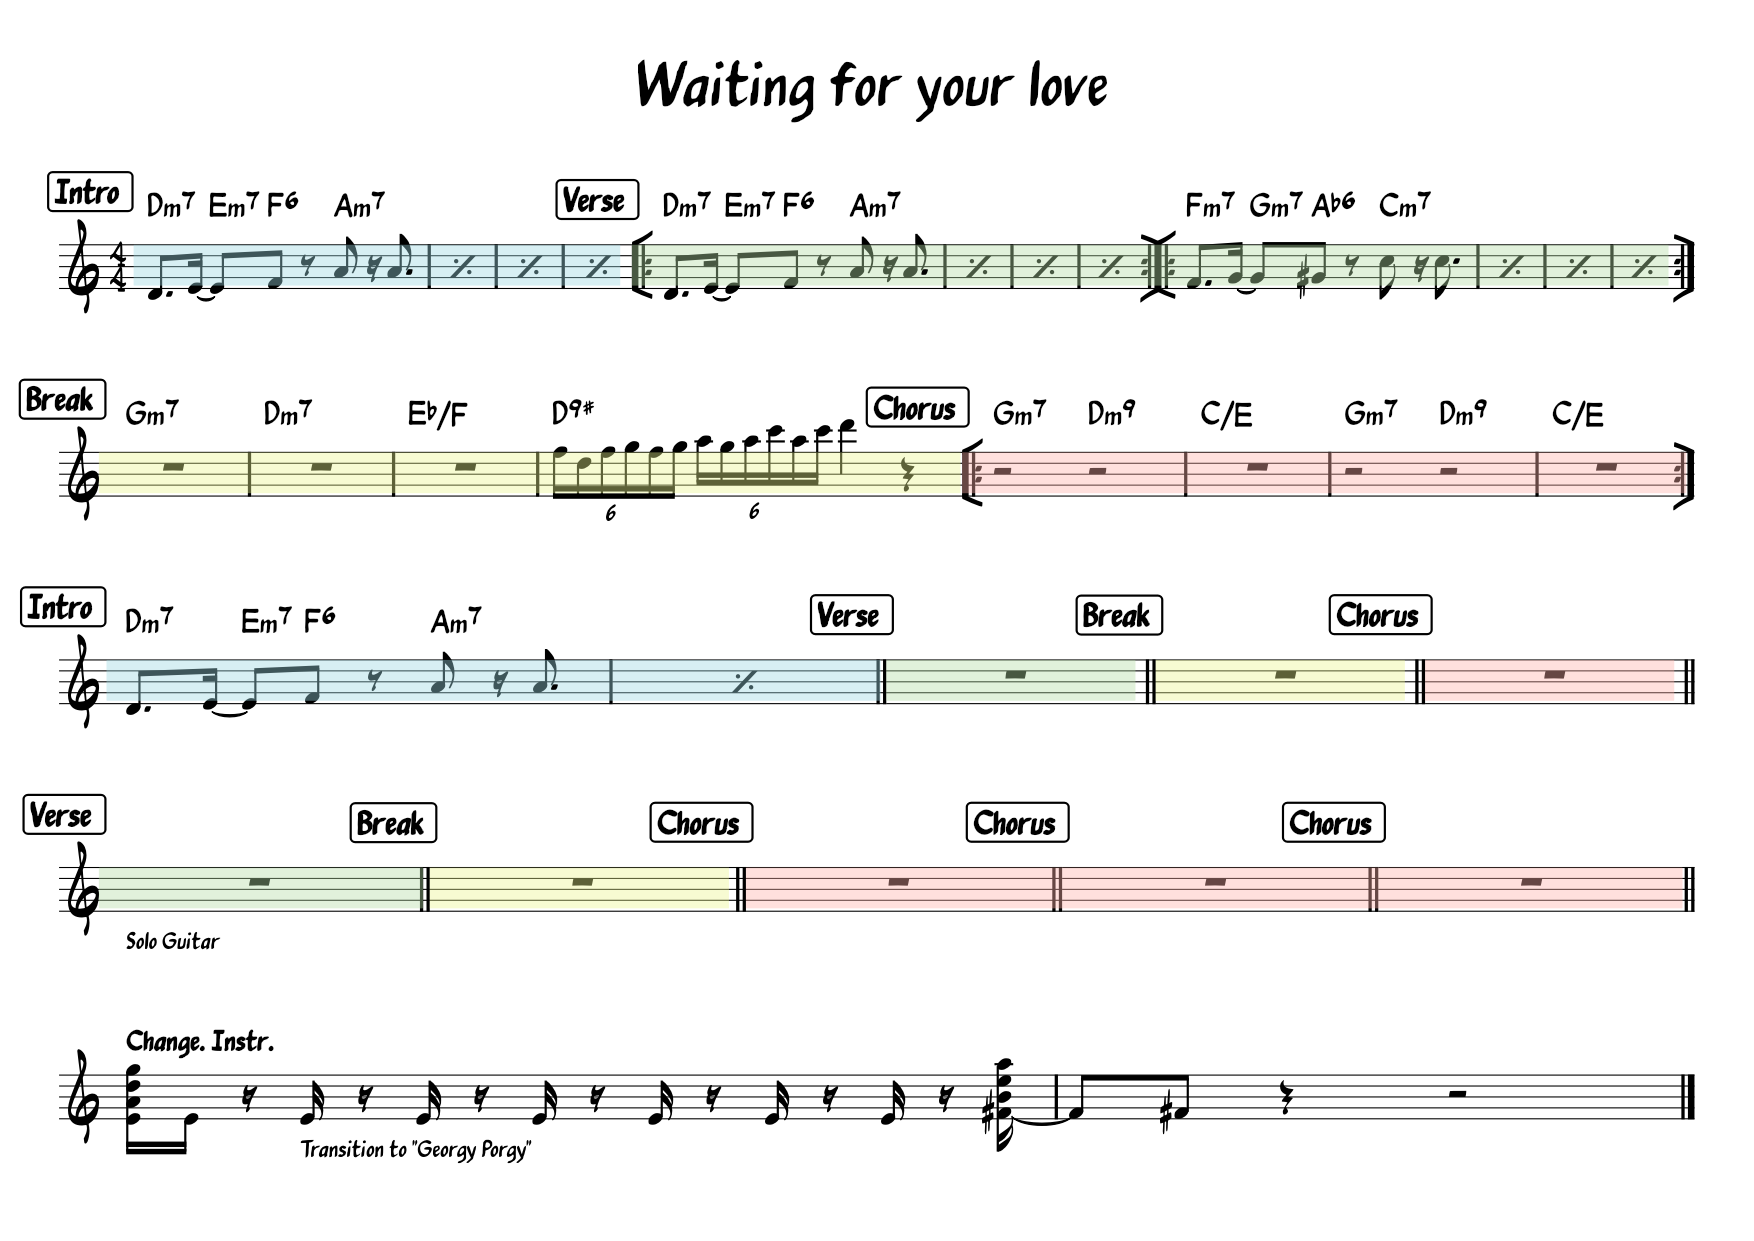 Waiting for your love
Intro Dm7 Em7 F6 Am7 Verse Dm7 Em7 F6 Am7 Fm7 Gm7 A♭6 Cm7
4
4
Break Gm7 Dm7 E♭/F D9♯ Chorus Gm7 Dm9 C/E Gm7 Dm9 C/E
6 6
Intro Dm7 Em7 F6 Am7 Verse Break Chorus
Verse Break Chorus Chorus Chorus
Solo Guitar
Change. Instr.
Transition to "Georgy Porgy"